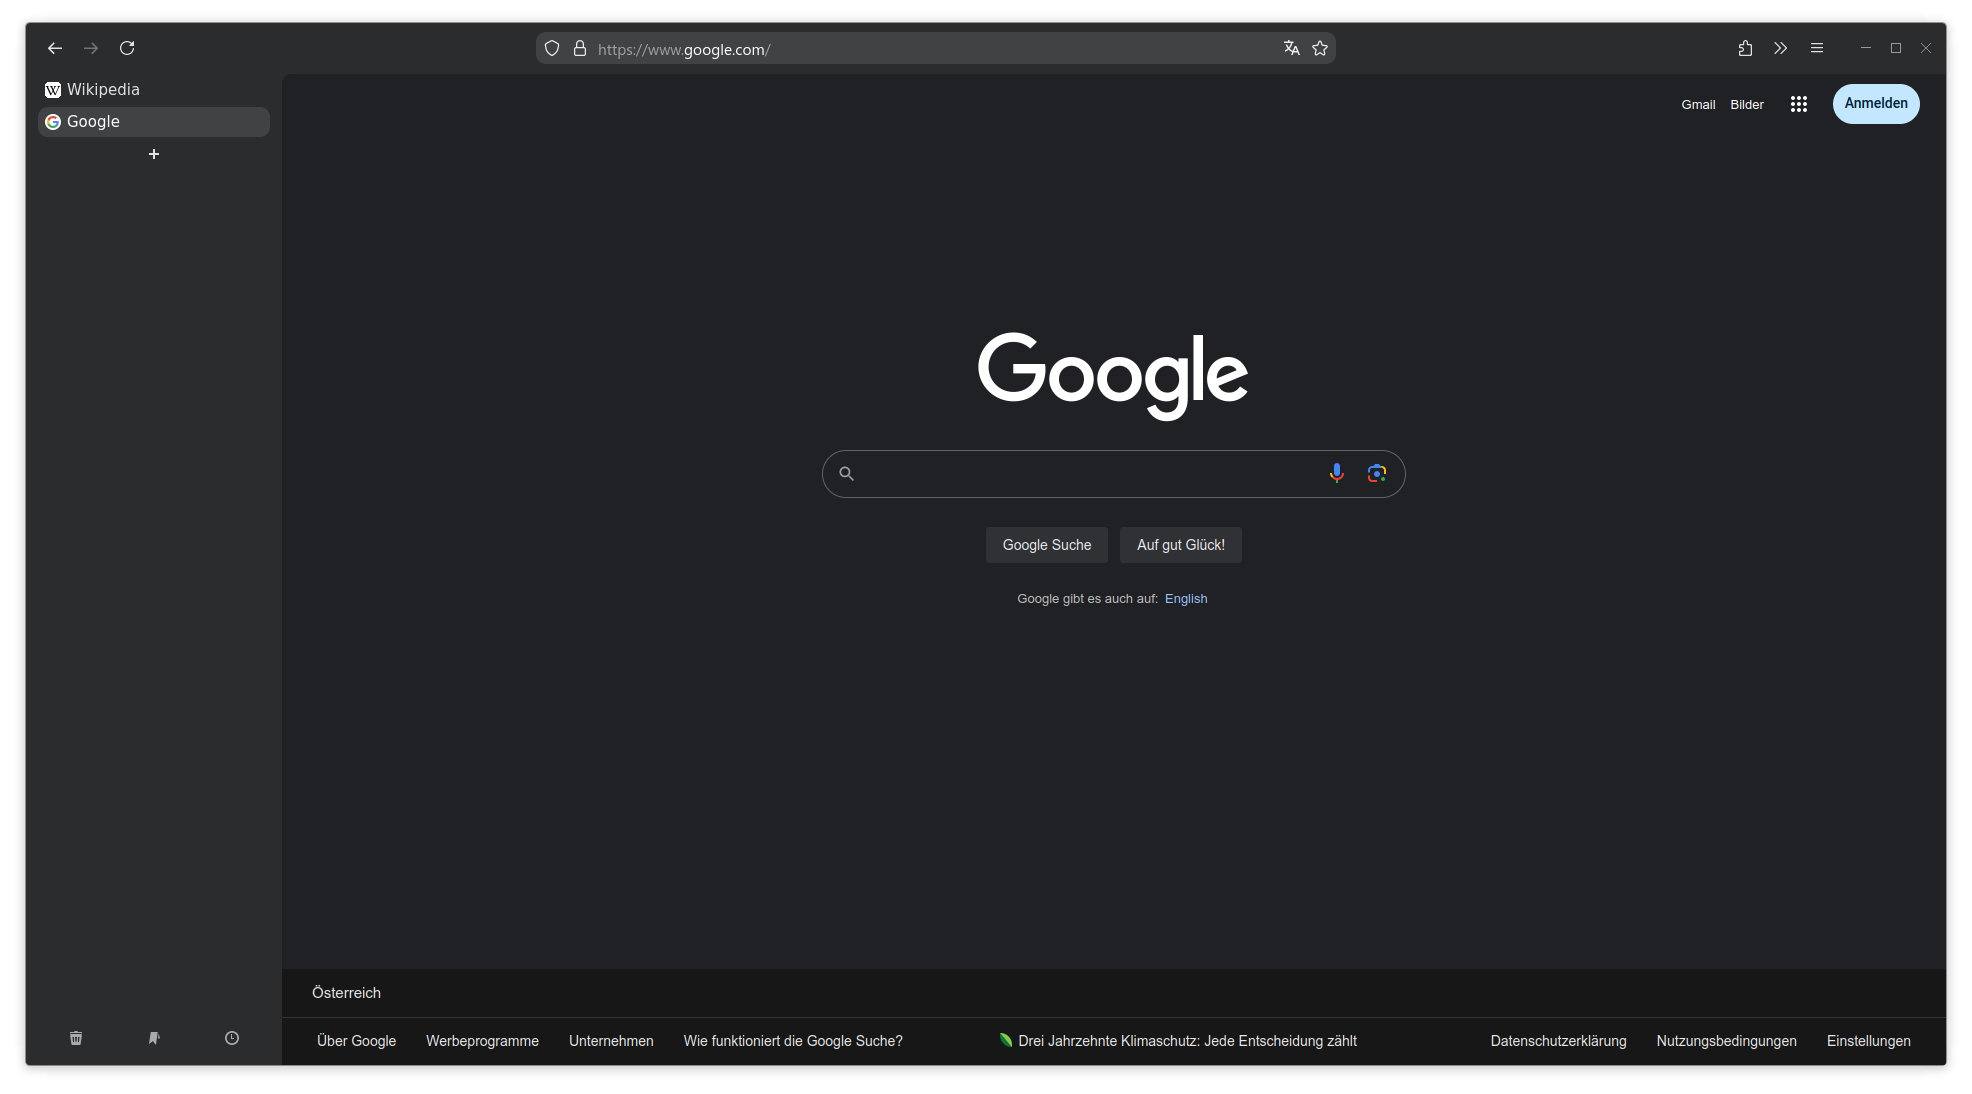 https://www.google.com/
Wikipedia
Google
Gmail Bilder Anmelden
Google
Google Suche Auf gut Glück!
Google gibt es auch auf: English
Österreich
Über Google Werbeprogramme Unternehmen Wie funktioniert die Google Suche? Drei Jahrzehnte Klimaschutz: Jede Entscheidung zählt Datenschutzerklärung Nutzungsbedingungen Einstellungen